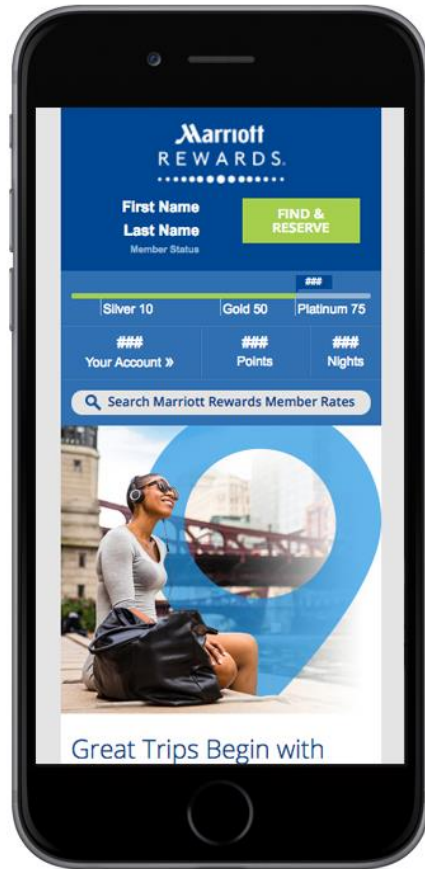 Marriott
REWARDS.
First Name
Last Name
Member Status
FIND &
RESERVE
###
Silver 10
Gold 50
Platinum 75
###
Your Account »
###
Points
###
Nights
Search Marriott Rewards Member Rates
Great Trips Begin with